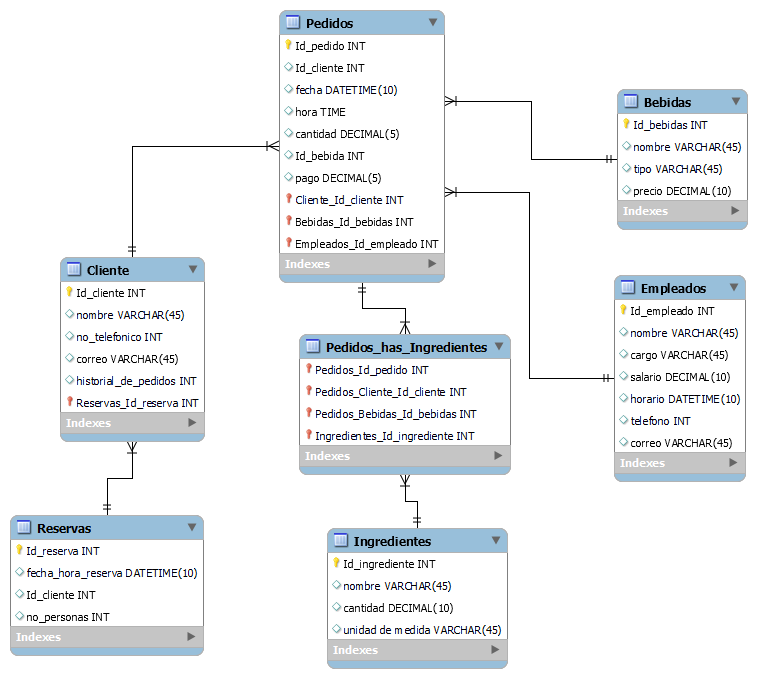 Pedidos
Id_pedido INT
Id_cliente INT
fecha DATETIME(10)
hora TIME
cantidad DECIMAL(5)
Id_bebida INT
pago DECIMAL(5)
Cliente_Id_cliente INT
Bebidas_Id_bebidas INT
Empleados_Id_empleado INT
Indexes
Bebidas
Id_bebidas INT
nombre VARCHAR(45)
tipo VARCHAR(45)
precio DECIMAL(10)
Indexes
Cliente
Id_cliente INT
nombre VARCHAR(45)
no_telefonico INT
correo VARCHAR(45)
historial_de_pedidos INT
Reservas_Id_reserva INT
Indexes
Empleados
Id_empleado INT
nombre VARCHAR(45)
cargo VARCHAR(45)
salario DECIMAL(10)
horario DATETIME(10)
telefono INT
correo VARCHAR(45)
Indexes
Pedidos_has_Ingredientes
Pedidos_Id_pedido INT
Pedidos_Cliente_Id_cliente INT
Pedidos_Bebidas_Id_bebidas INT
Ingredientes_Id_ingrediente INT
Indexes
Reservas
Id_reserva INT
fecha_hora_reserva DATETIME(10)
Id_cliente INT
no_personas INT
Indexes
Ingredientes
Id_ingrediente INT
nombre VARCHAR(45)
cantidad DECIMAL(10)
unidad de medida VARCHAR(45)
Indexes